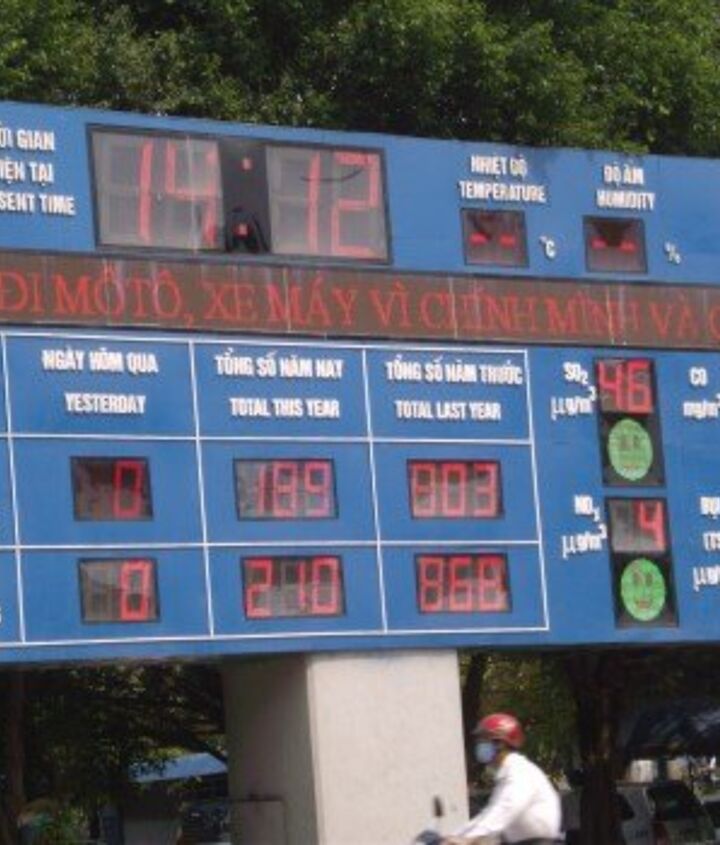 ỜI GIAN
IỆN TẠI
SENT TIME
14:12
NHIỆT ĐỘ
TEMPERATURE
-- °C
ĐỘ ẨM
HUMIDITY
-- %
ĐI MÔTÔ, XE MÁY VÌ CHÍNH MÌNH VÀ
NGÀY HÔM QUA
YESTERDAY
TỔNG SỐ NĂM NAY
TOTAL THIS YEAR
TỔNG SỐ NĂM TRƯỚC
TOTAL LAST YEAR
0 189 803
0 210 868
SO₂
µg/m³
46
CO
mg/m³
µg/m³
4